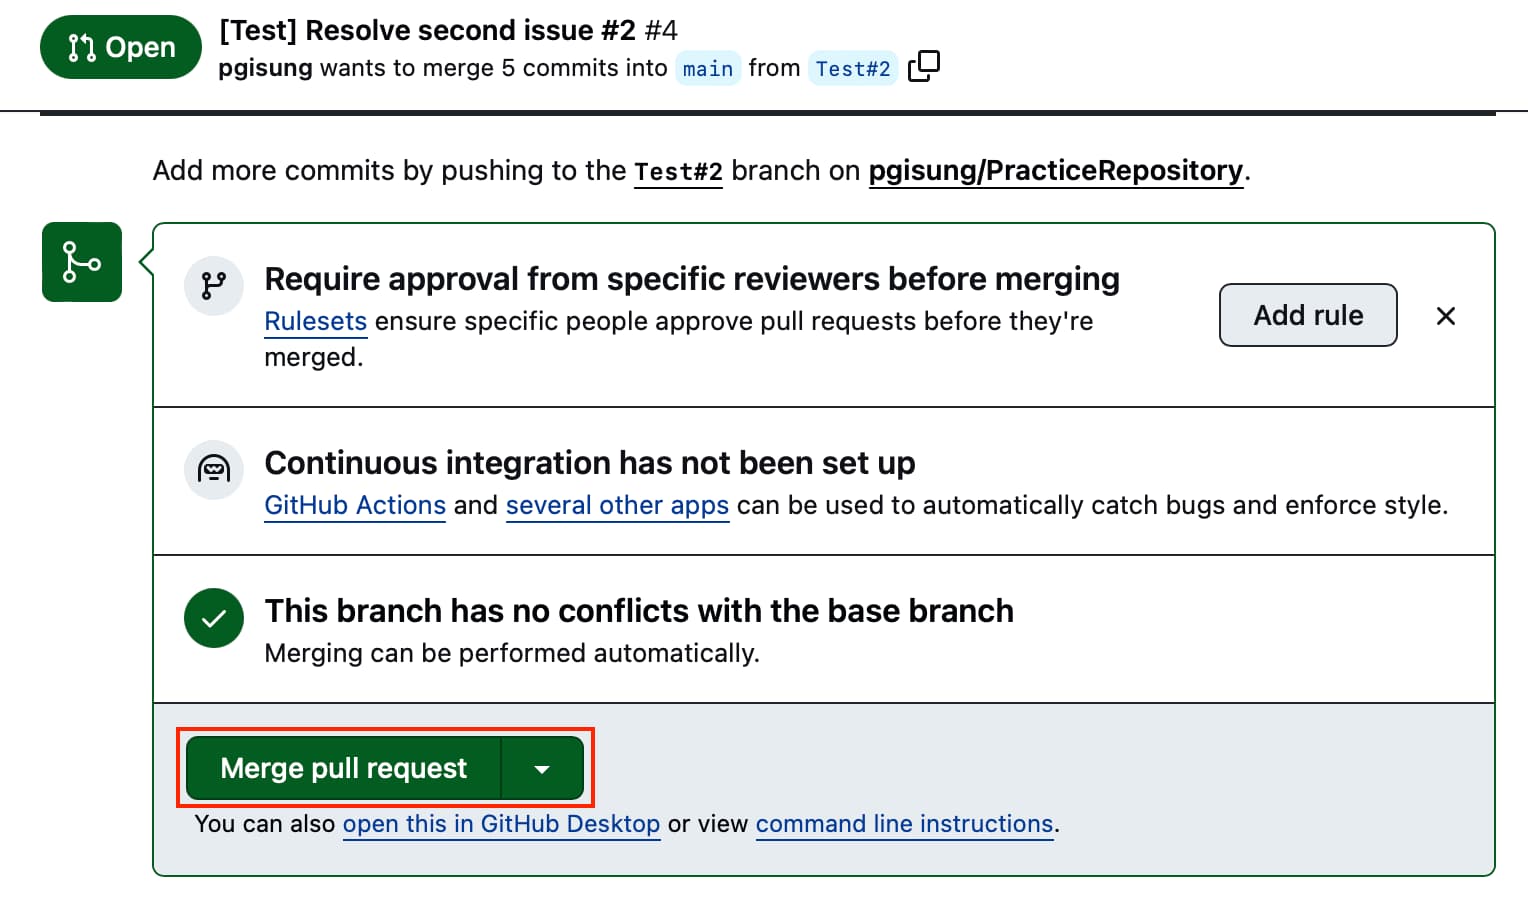 Open
[Test] Resolve second issue #2 #4
pgisung wants to merge 5 commits into main from Test#2
Add more commits by pushing to the Test#2 branch on pgisung/PracticeRepository.
Require approval from specific reviewers before merging
Rulesets ensure specific people approve pull requests before they're
merged.
Add rule
Continuous integration has not been set up
GitHub Actions and several other apps can be used to automatically catch bugs and enforce style.
This branch has no conflicts with the base branch
Merging can be performed automatically.
Merge pull request
You can also open this in GitHub Desktop or view command line instructions.